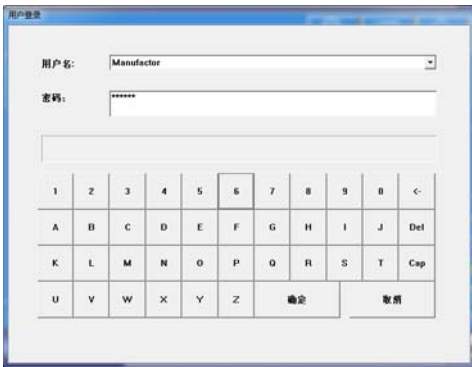 用户登录
用户名: Manufactor
密码: ******
1 2 3 4 5 6 7 8 9 0 <-
A B C D E F G H I J Del
K L M N O P Q R S T Cap
U V W X Y Z 确定 取消